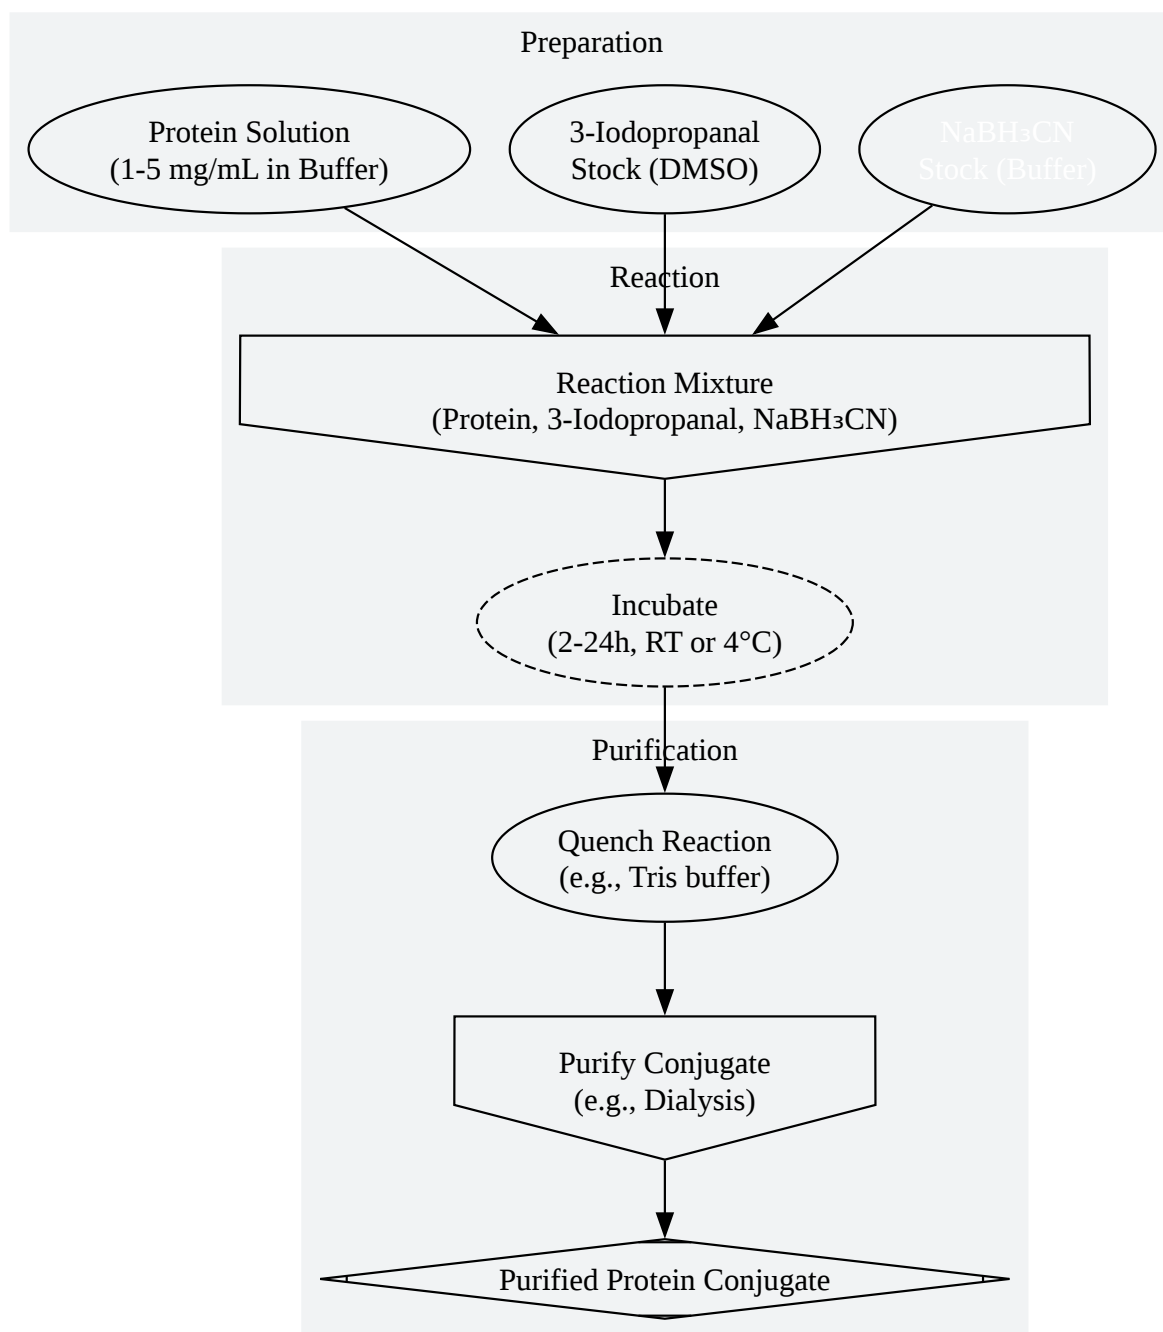 Preparation
Protein Solution
(1-5 mg/mL in Buffer)
3-Iodopropanal
Stock (DMSO)
NaBH₃CN
Stock (Buffer)
Reaction
Reaction Mixture
(Protein, 3-Iodopropanal, NaBH₃CN)
Incubate
(2-24h, RT or 4°C)
Purification
Quench Reaction
(e.g., Tris buffer)
Purify Conjugate
(e.g., Dialysis)
Purified Protein Conjugate